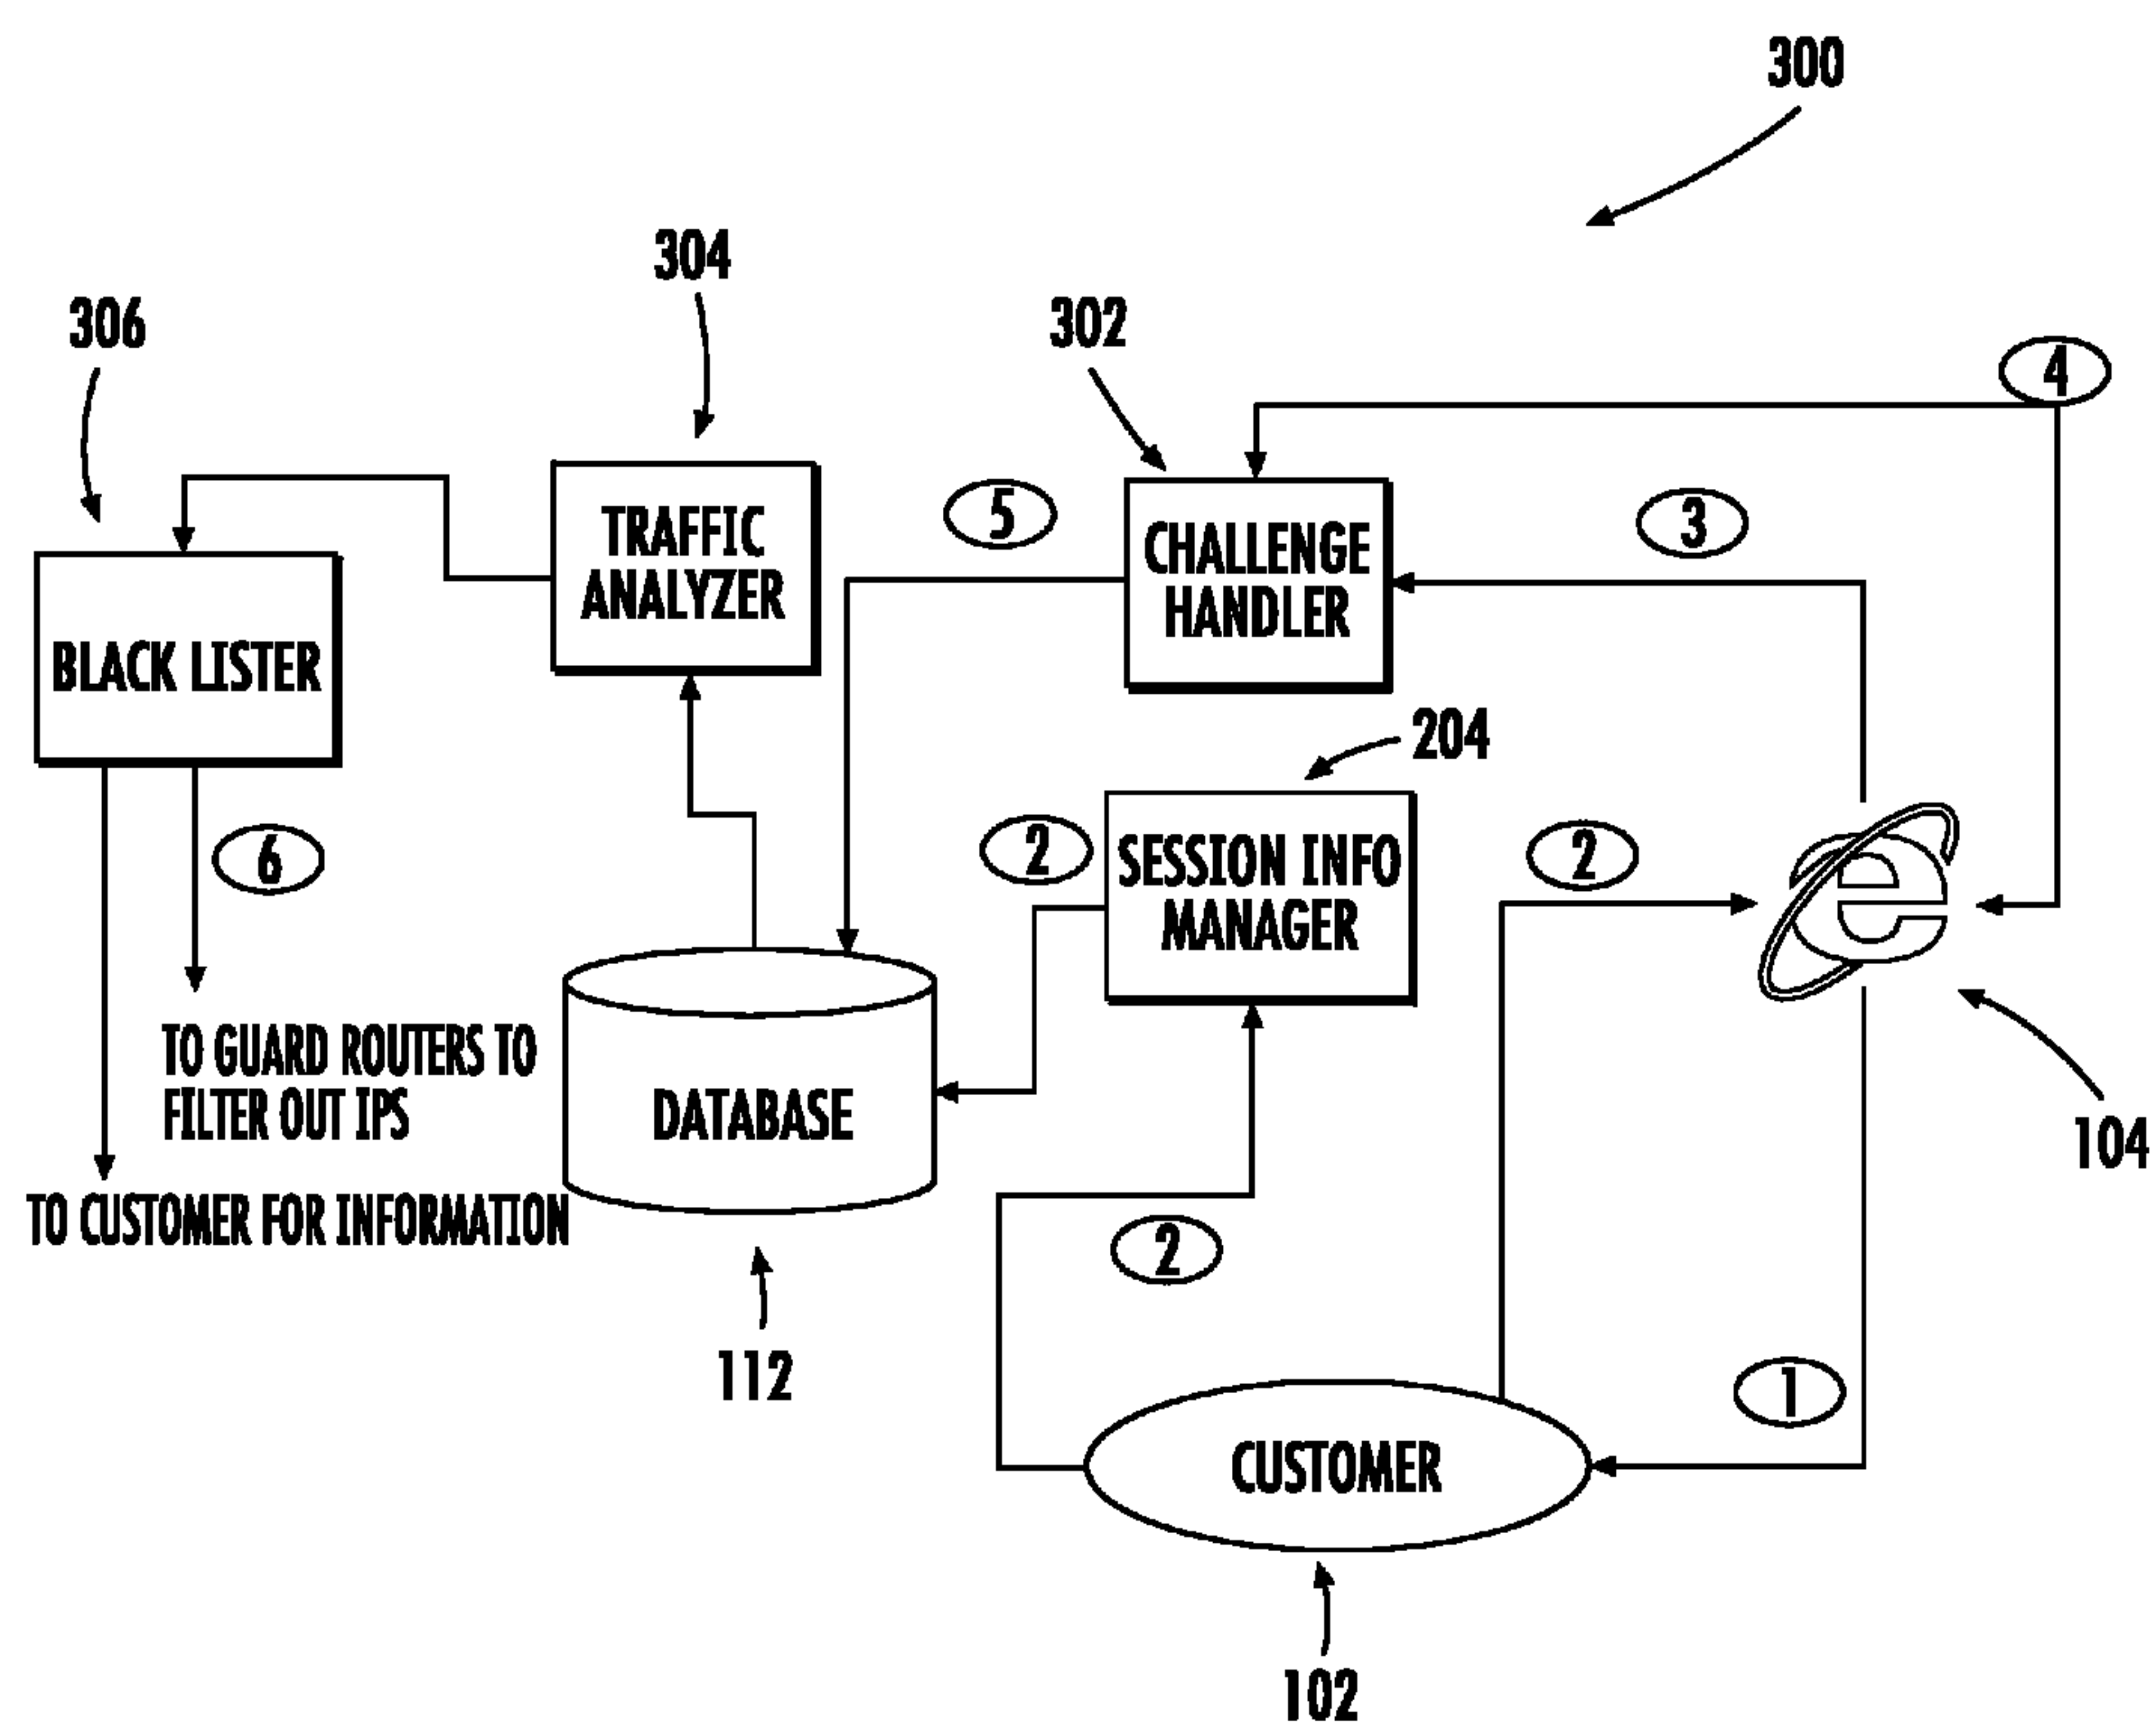 300
304
306
302
4
5
3
TRAFFIC
ANALYZER
CHALLENGE
HANDLER
BLACK LISTER
204
2
2
6
SESSION INFO
MANAGER
e
TO GUARD ROUTERS TO
FILTER OUT IPS
DATABASE
104
TO CUSTOMER FOR INFORMATION
2
112
1
CUSTOMER
102